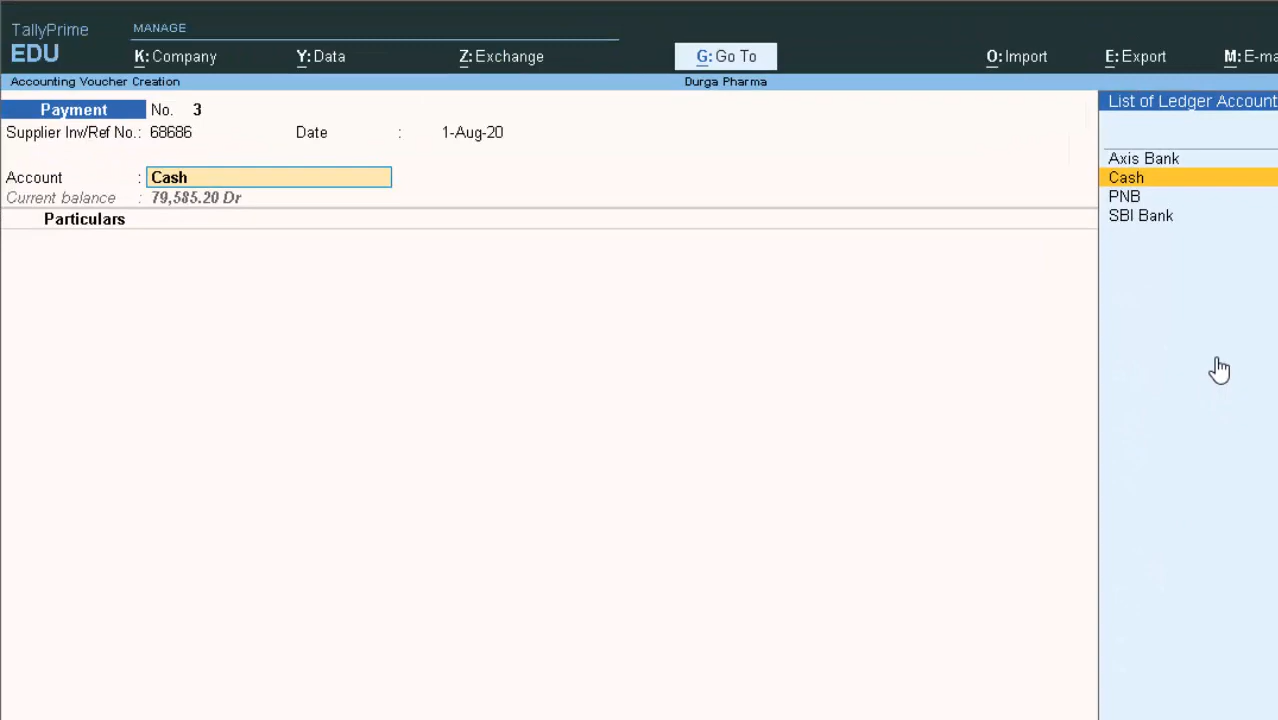 TallyPrime
EDU
MANAGE
K: Company Y: Data Z: Exchange G: Go To O: Import E: Export M: E-ma
Accounting Voucher Creation Durga Pharma
Payment No. 3
Supplier Inv/Ref No.: 68686 Date : 1-Aug-20
Account : Cash
Current balance : 79,585.20 Dr
Particulars
List of Ledger Account
Axis Bank
Cash
PNB
SBI Bank